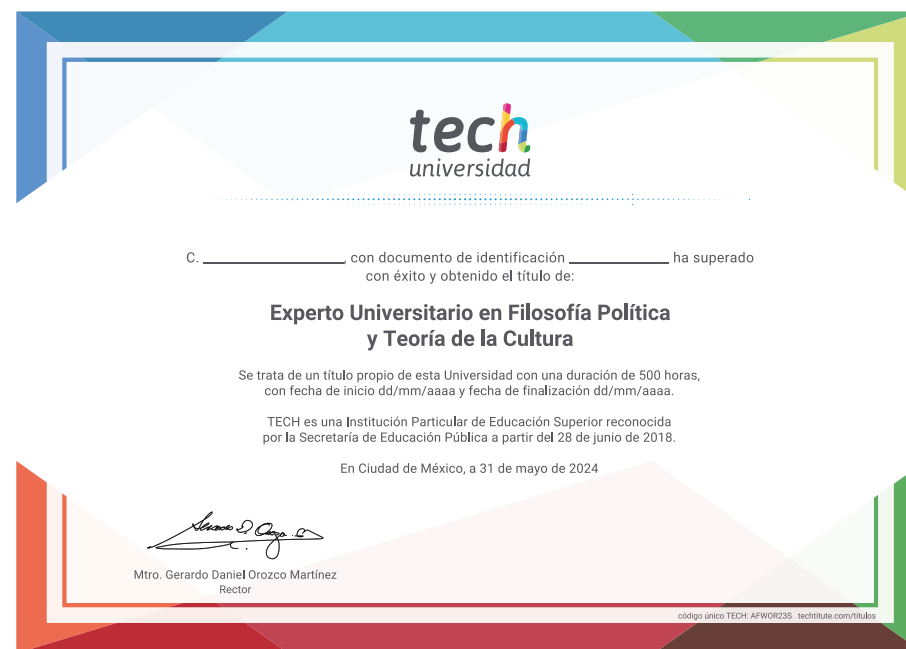 tech
universidad
C. ____________, con documento de identificación ____________ ha superado
con éxito y obtenido el título de:
Experto Universitario en Filosofía Política
y Teoría de la Cultura
Se trata de un título propio de esta Universidad con una duración de 500 horas,
con fecha de inicio dd/mm/aaaa y fecha de finalización dd/mm/aaaa.
TECH es una Institución Particular de Educación Superior reconocida
por la Secretaría de Educación Pública a partir del 28 de junio de 2018.
En Ciudad de México, a 31 de mayo de 2024
Mtro. Gerardo Daniel Orozco Martínez
Rector
código único TECH: AFWOR23S techtitute.com/titulos